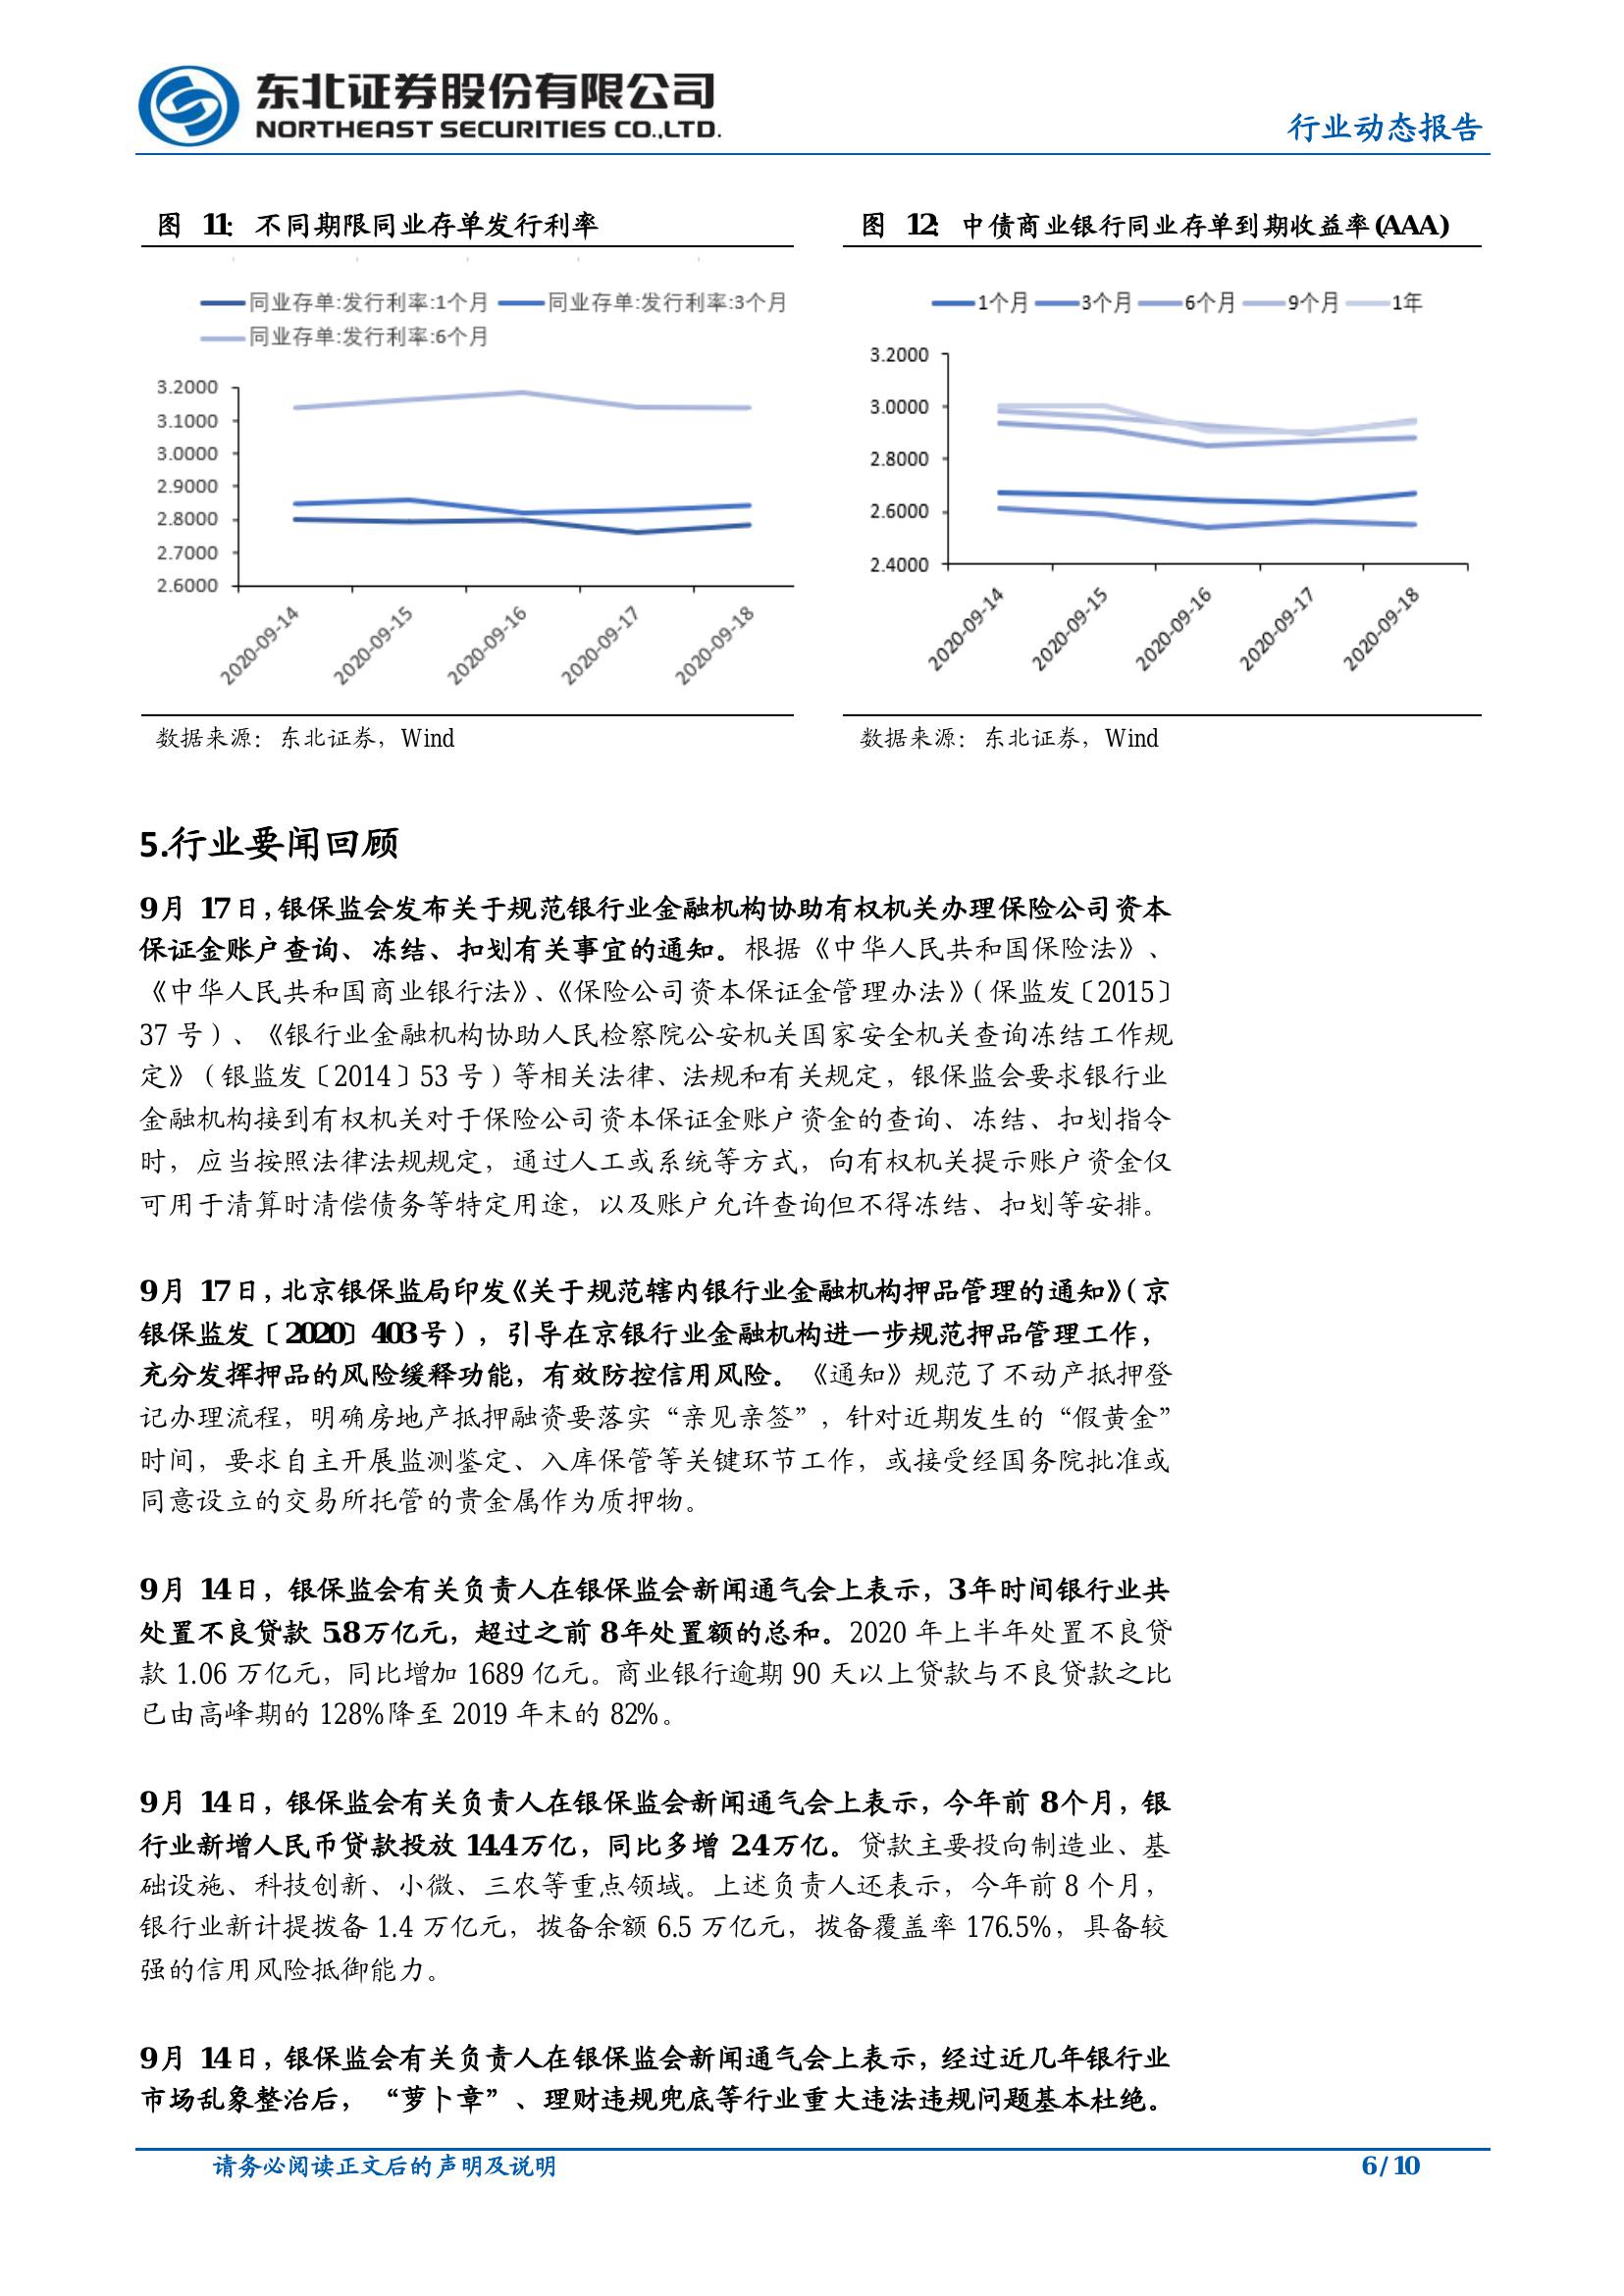 东北证券股份有限公司
NORTHEAST SECURITIES CO.,LTD.
行业动态报告
图 11: 不同期限同业存单发行利率
同业存单:发行利率:1个月 同业存单:发行利率:3个月
同业存单:发行利率:6个月
3.2000
3.1000
3.0000
2.9000
2.8000
2.7000
2.6000
2020-09-14 2020-09-15 2020-09-16 2020-09-17 2020-09-18
数据来源：东北证券，Wind
图 12: 中债商业银行同业存单到期收益率(AAA)
1个月 3个月 6个月 9个月 1年
3.2000
3.0000
2.8000
2.6000
2.4000
2020-09-14 2020-09-15 2020-09-16 2020-09-17 2020-09-18
数据来源：东北证券，Wind
5.行业要闻回顾
9月 17日，银保监会发布关于规范银行业金融机构协助有权机关办理保险公司资本
保证金账户查询、冻结、扣划有关事宜的通知。根据《中华人民共和国保险法》、
《中华人民共和国商业银行法》、《保险公司资本保证金管理办法》（保监发〔2015〕
37 号）、《银行业金融机构协助人民检察院公安机关国家安全机关查询冻结工作规
定》（银监发〔2014〕53 号）等相关法律、法规和有关规定，银保监会要求银行业
金融机构接到有权机关对于保险公司资本保证金账户资金的查询、冻结、扣划指令
时，应当按照法律法规规定，通过人工或系统等方式，向有权机关提示账户资金仅
可用于清算时清偿债务等特定用途，以及账户允许查询但不得冻结、扣划等安排。
9月 17日，北京银保监局印发《关于规范辖内银行业金融机构押品管理的通知》（京
银保监发〔2020〕403号），引导在京银行业金融机构进一步规范押品管理工作，
充分发挥押品的风险缓释功能，有效防控信用风险。《通知》规范了不动产抵押登
记办理流程，明确房地产抵押融资要落实“亲见亲签”，针对近期发生的“假黄金”
时间，要求自主开展监测鉴定、入库保管等关键环节工作，或接受经国务院批准或
同意设立的交易所托管的贵金属作为质押物。
9月 14日，银保监会有关负责人在银保监会新闻通气会上表示，3年时间银行业共
处置不良贷款 5.8万亿元，超过之前 8年处置额的总和。2020 年上半年处置不良贷
款 1.06 万亿元，同比增加 1689 亿元。商业银行逾期 90 天以上贷款与不良贷款之比
已由高峰期的 128%降至 2019 年末的 82%。
9月 14日，银保监会有关负责人在银保监会新闻通气会上表示，今年前 8个月，银
行业新增人民币贷款投放 14.4万亿，同比多增 2.4万亿。贷款主要投向制造业、基
础设施、科技创新、小微、三农等重点领域。上述负责人还表示，今年前 8 个月，
银行业新计提拨备 1.4 万亿元，拨备余额 6.5 万亿元，拨备覆盖率 176.5%，具备较
强的信用风险抵御能力。
9月 14日，银保监会有关负责人在银保监会新闻通气会上表示，经过近几年银行业
市场乱象整治后，“萝卜章”、理财违规兜底等行业重大违法违规问题基本杜绝。
请务必阅读正文后的声明及说明
6 / 10